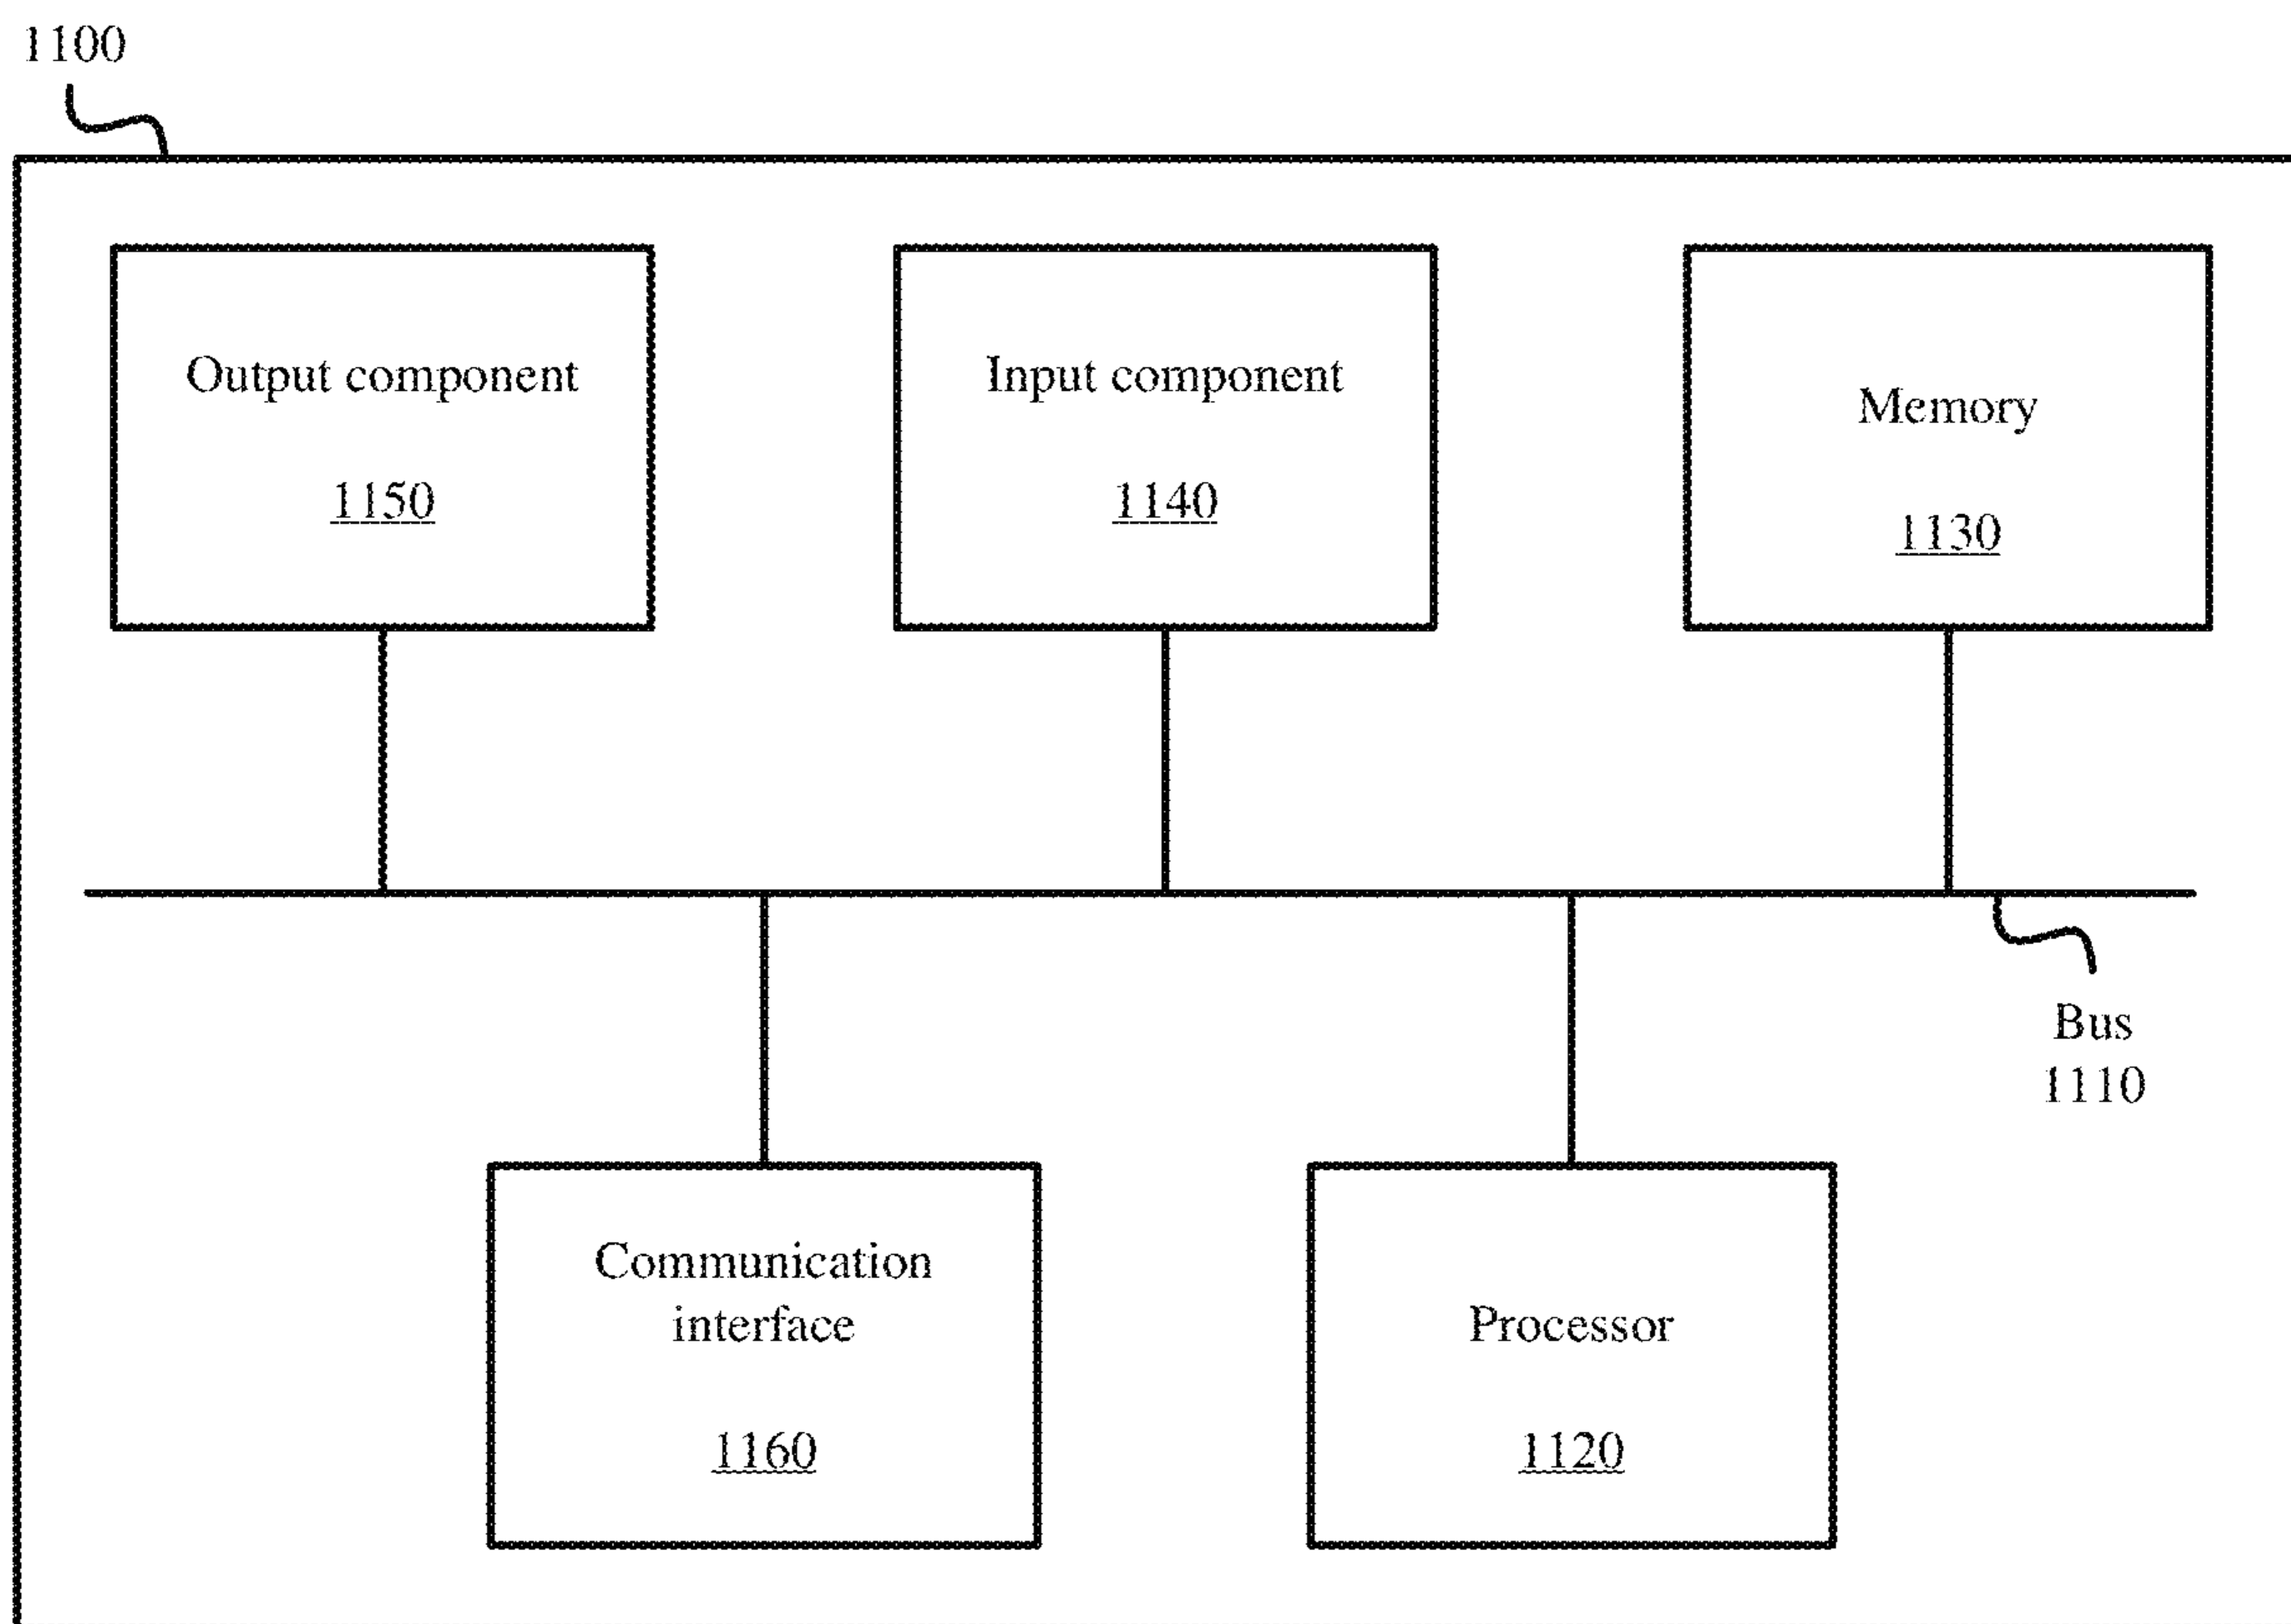 1100
Output component
1150
Input component
1140
Memory
1130
Bus
1110
Communication
interface
1160
Processor
1120